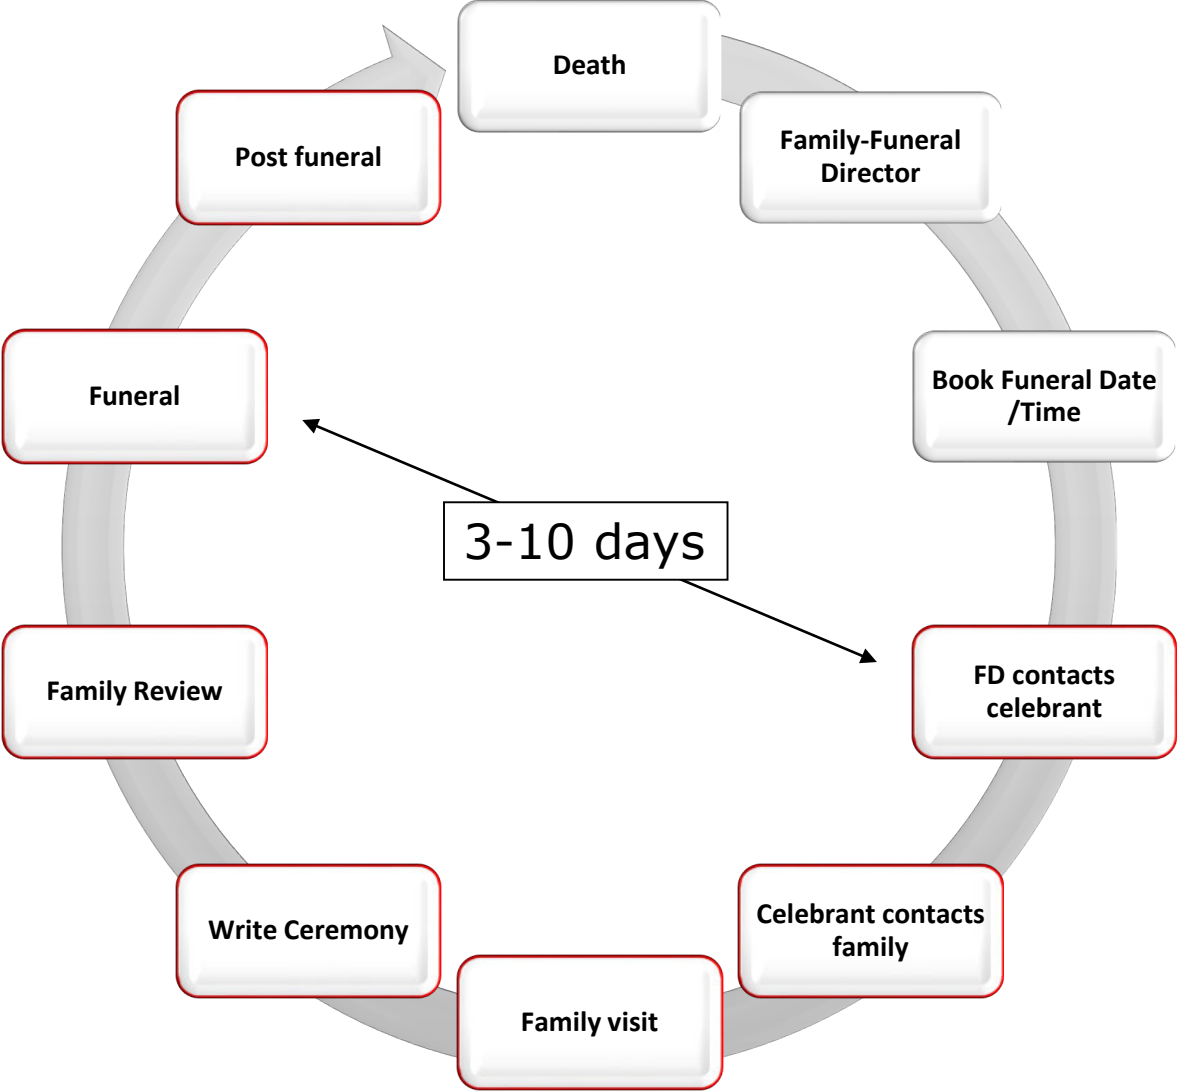 Death
Family-Funeral
Director
Book Funeral Date
/Time
FD contacts
celebrant
Celebrant contacts
family
Family visit
Write Ceremony
Family Review
Funeral
Post funeral
3-10 days